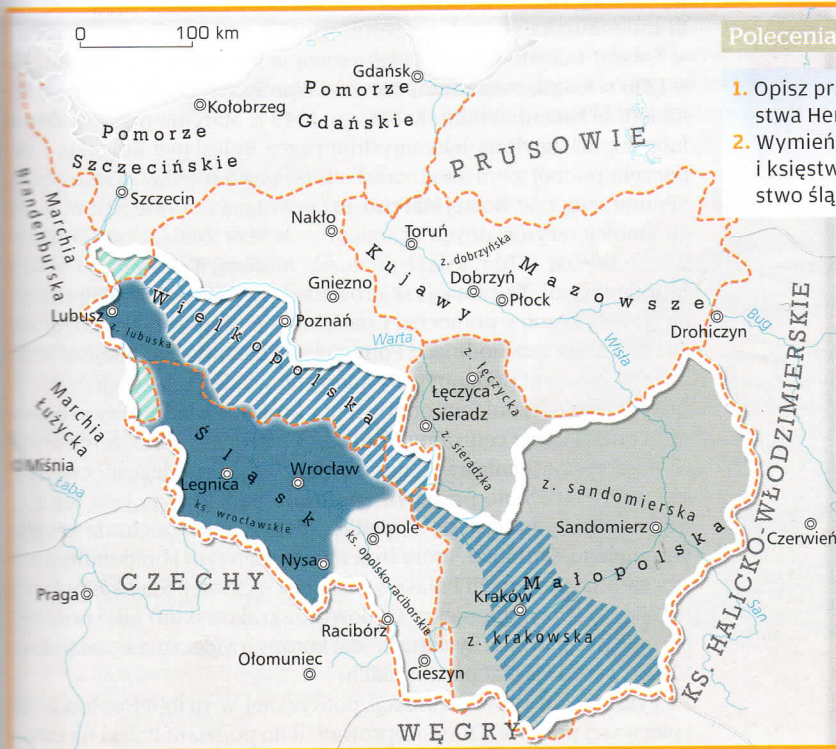 0 100 km
Polecenia
1. Opisz
stwa
2. Wymień
i księstw
stwo
Gdańsk
Pomorze
Gdańskie
Kołobrzeg
Pomorze
Szczecińskie
Szczecin
PRUSOWIE
Marchia
Brandenburska
Nakło
Toruń
z. dobrzyńska
Kujawy
Mazowsze
Dobrzyń
Płock
Gniezno
Wielkopolska
Lubusz
z. lubuska
Poznań
Warta
Wisła
Drohiczyn
Bug
z. łęczycka
Łęczyca
Sieradz
z. sieradzka
Marchia
Łużycka
Miśnia
Łaba
Śląsk
Wrocław
Legnica
ks. wrocławskie
z. sandomierska
Sandomierz
Małopolska
Czerwień
KS. HALICKO-WŁODZIMIERSKIE
San
Opole
ks. opolsko-raciborskie
Nysa
CZECHY
Praga
Kraków
z. krakowska
Racibórz
Cieszyn
Ołomuniec
WĘGRY